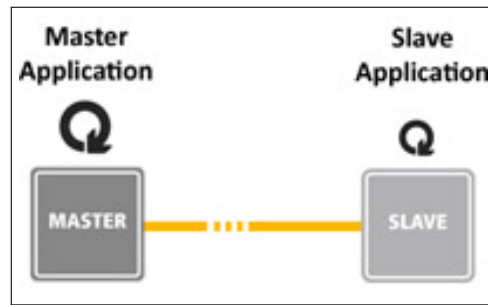 Master
Application
Slave
Application
MASTER
SLAVE